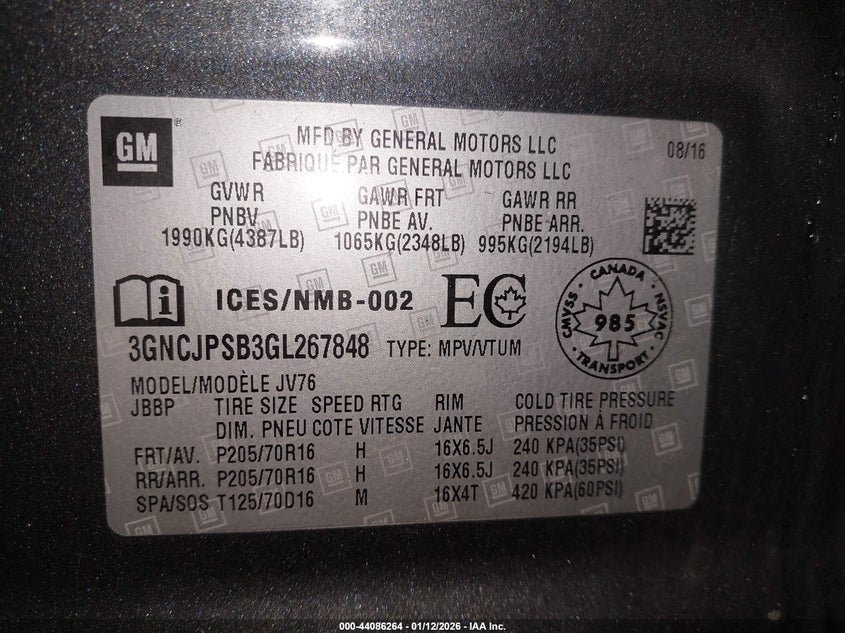 GM
MFD BY GENERAL MOTORS LLC
FABRIQUÉ PAR GENERAL MOTORS LLC
08/16
GVWR GAWR FRT GAWR RR
PNBV PNBE AV. PNBE ARR.
1990KG(4387LB) 1065KG(2348LB) 995KG(2194LB)
ICES/NMB-002 EC
CANADA
CMVSS 985 NSVAC
TRANSPORT
3GNCJPSB3GL267848 TYPE: MPV/VTUM
MODEL/MODÈLE JV76
JBBP TIRE SIZE SPEED RTG RIM COLD TIRE PRESSURE
DIM. PNEU COTE VITESSE JANTE PRESSION À FROID
FRT/AV. P205/70R16 H 16X6.5J 240 KPA(35PSI)
RR/ARR. P205/70R16 H 16X6.5J 240 KPA(35PSI)
SPA/SOS T125/70D16 M 16X4T 420 KPA(60PSI)
000-44086264 - 01/12/2026 - IAA Inc.